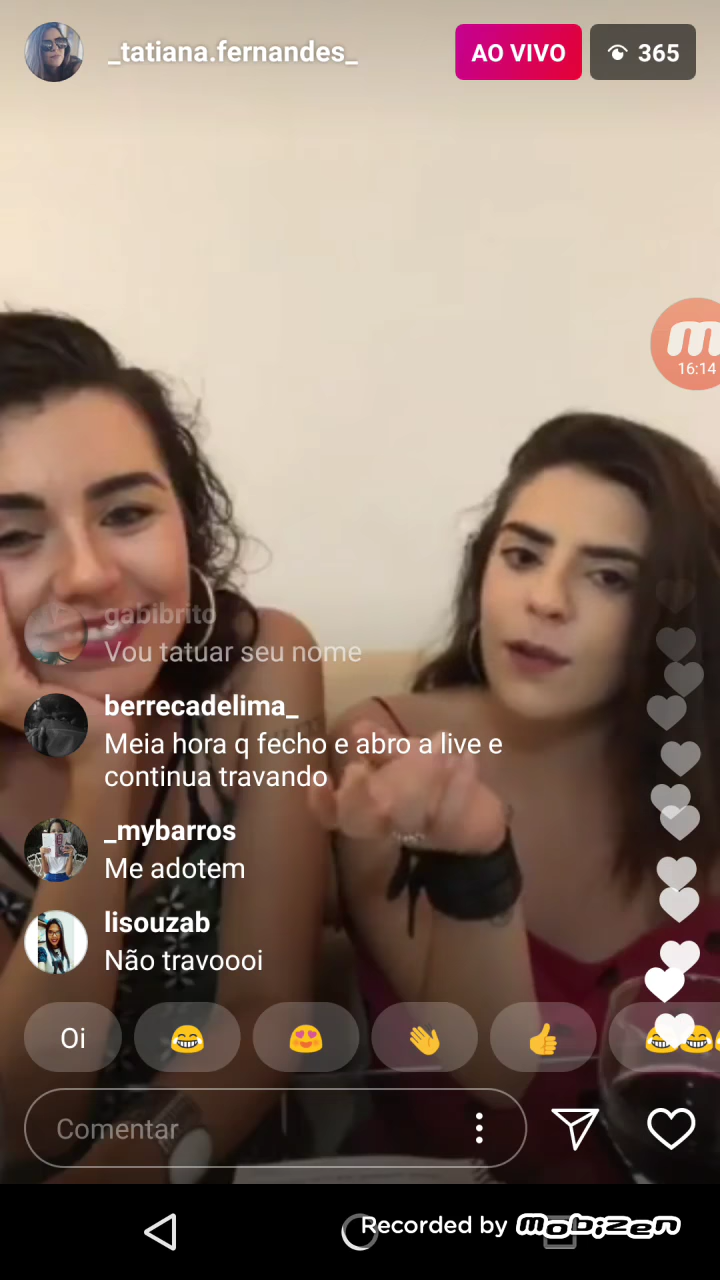 _tatiana.fernandes_
AO VIVO
365
16:14
gabibrito
Vou tatuar seu nome
berrecadelima_
Meia hora q fecho e abro a live e
continua travando
_mybarros
Me adotem
lisouzab
Não travoooi
Oi
Comentar
Recorded by mobizen